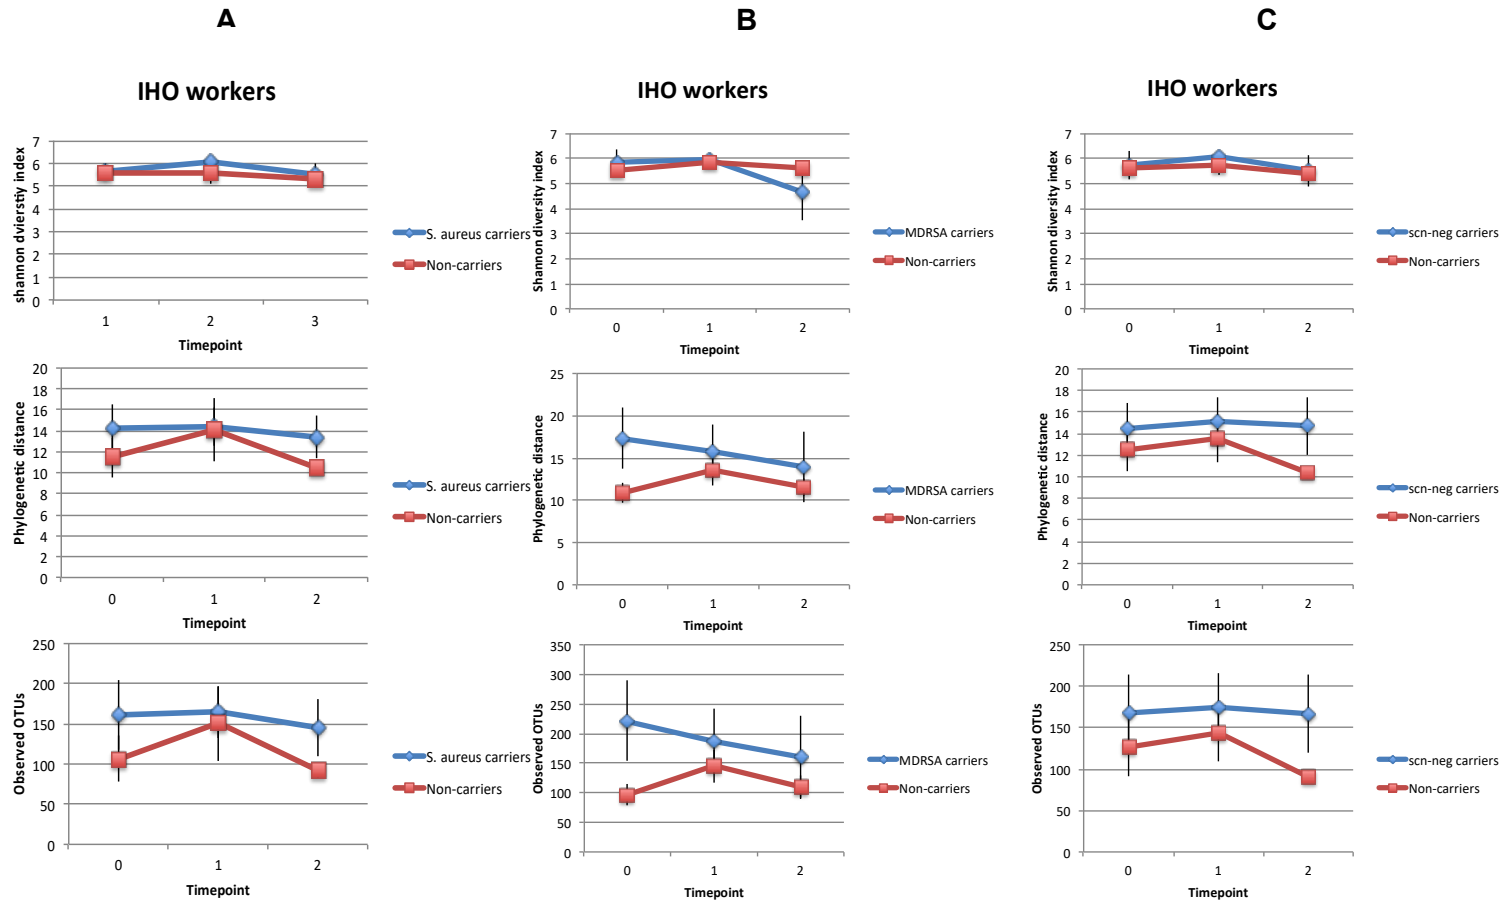 A
B
C
IHO workers
IHO workers
IHO workers
shannon dvierstiy index
7
6
5
4
3
2
1
0
1
2
3
Timepoint
S. aureus carriers
Non-carriers
Shannon diversity index
7
6
5
4
3
2
1
0
0
1
2
Timepoint
MDRSA carriers
Non-carriers
Shannon diversity index
7
6
5
4
3
2
1
0
0
1
2
Timepoint
scn-neg carriers
Non-carriers
Phylogenetic distance
20
18
16
14
12
10
8
6
4
2
0
0
1
2
Timepoint
S. aureus carriers
Non-carriers
Phylogenetic distance
25
20
15
10
5
0
0
1
2
Timepoint
MDRSA carriers
Non-carriers
Phylogenetic distance
20
18
16
14
12
10
8
6
4
2
0
0
1
2
Timepoint
scn-neg carriers
Non-carriers
Observed OTUs
250
200
150
100
50
0
0
1
2
Timepoint
S. aureus carriers
Non-carriers
Observed OTUs
350
300
250
200
150
100
50
0
0
1
2
Timepoint
MDRSA carriers
Non-carriers
Observed OTUs
250
200
150
100
50
0
0
1
2
Timepoint
scn-neg carriers
Non-carriers